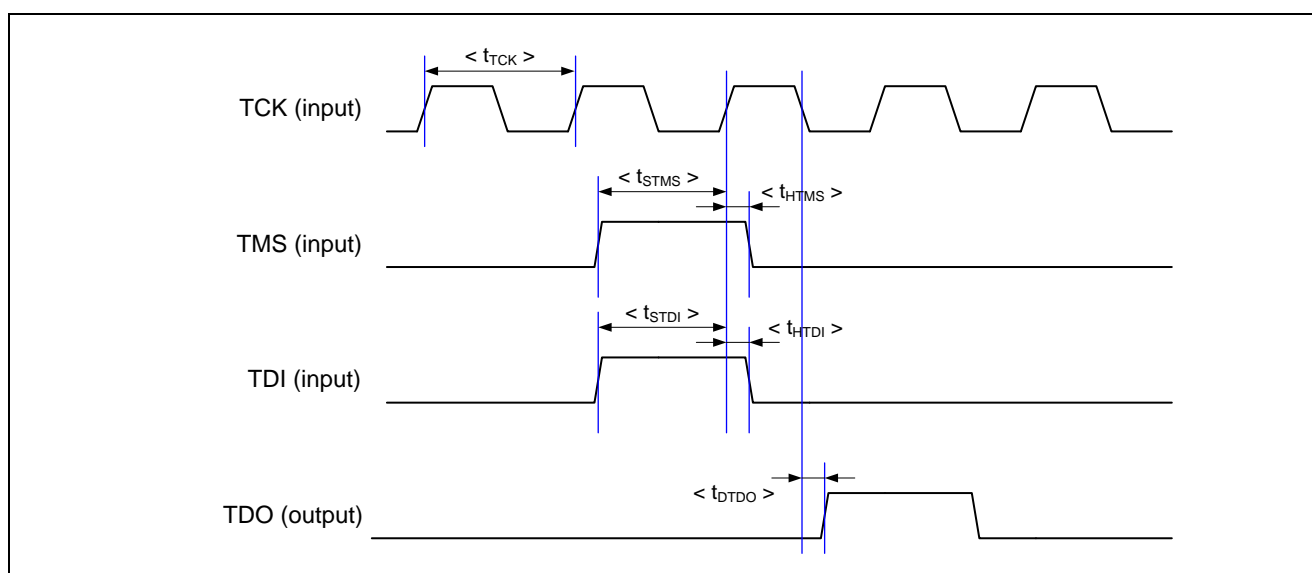 < tTCK >
TCK (input)
< tSTMS >
< tHTMS >
TMS (input)
< tSTDI >
< tHTDI >
TDI (input)
< tDTDO >
TDO (output)